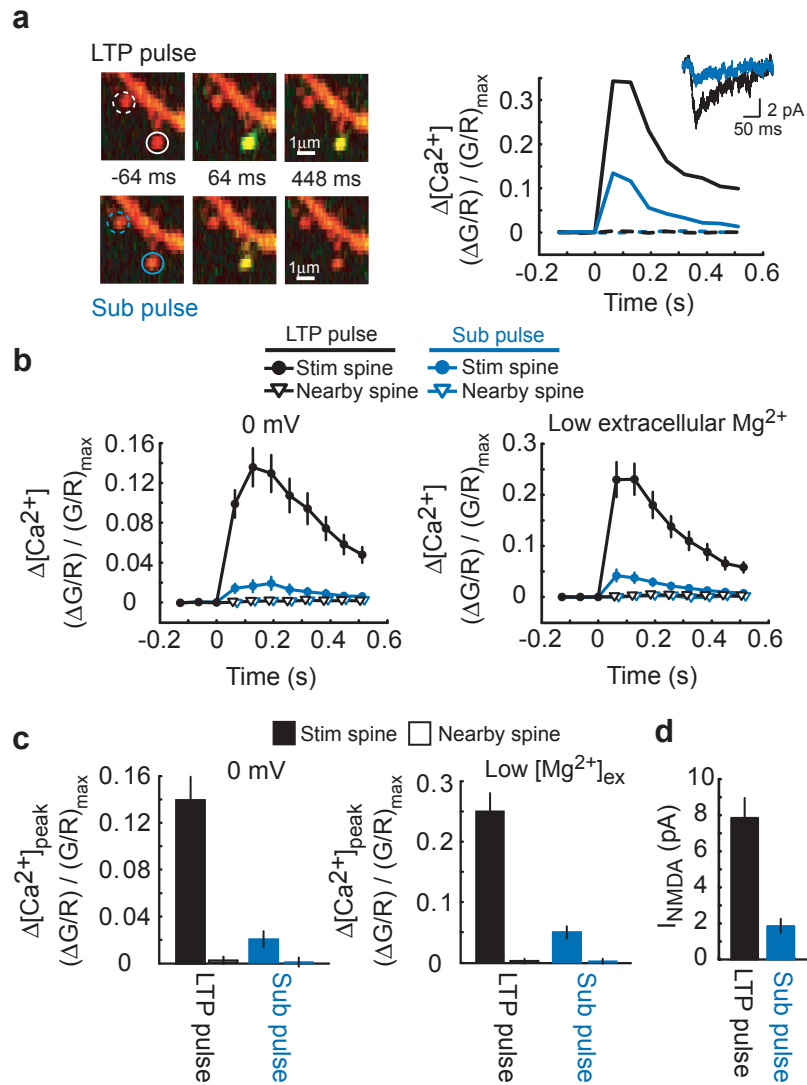 a
LTP pulse
-64 ms
64 ms
448 ms
1μm
1μm
Sub pulse
Δ[Ca2+]
(ΔG/R) / (G/R)max
0.3
0.2
0.1
0
-0.2
0
0.2
0.4
0.6
Time (s)
2 pA
50 ms
b
LTP pulse
Sub pulse
Stim spine
Stim spine
Nearby spine
Nearby spine
0 mV
Δ[Ca2+]
(ΔG/R) / (G/R)max
0.16
0.12
0.08
0.04
0
-0.2
0
0.2
0.4
0.6
Time (s)
Low extracellular Mg2+
Δ[Ca2+]
(ΔG/R) / (G/R)max
0.3
0.2
0.1
0
-0.2
0
0.2
0.4
0.6
Time (s)
c
Stim spine
Nearby spine
0 mV
Δ[Ca2+]peak
(ΔG/R) / (G/R)max
0.16
0.12
0.08
0.04
0
LTP pulse
Sub pulse
Low [Mg2+]ex
Δ[Ca2+]peak
(ΔG/R) / (G/R)max
0.3
0.2
0.1
0
LTP pulse
Sub pulse
d
INMDA (pA)
10
8
6
4
2
0
LTP pulse
Sub pulse